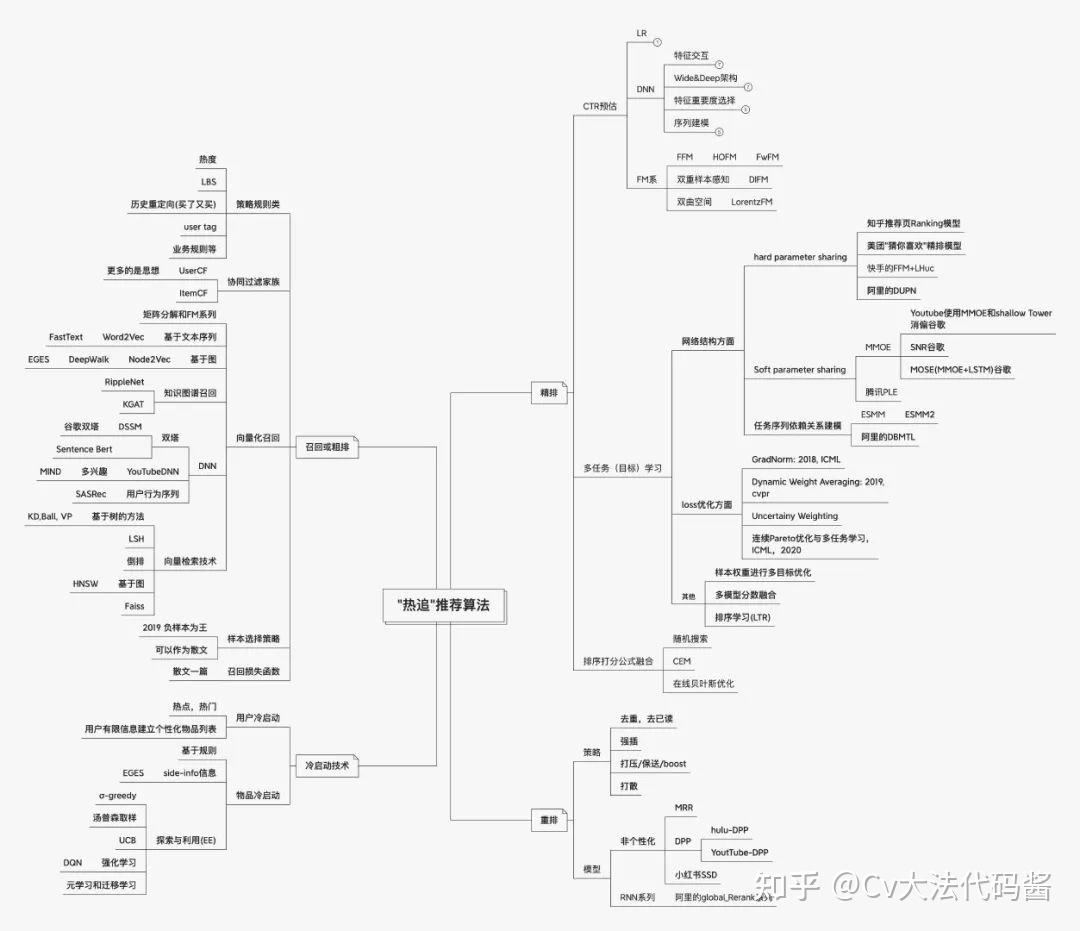 "热追"推荐算法
召回或粗排
策略规则类
热度
LBS
历史重定向(买了又买)
user tag
业务规则等
协同过滤家族
更多的是思想 UserCF
ItemCF
向量化召回
矩阵分解和FM系列
FastText Word2Vec 基于文本序列
EGES DeepWalk Node2Vec 基于图
知识图谱召回
RippleNet
KGAT
DNN
双塔
谷歌双塔 DSSM
Sentence Bert
MIND 多兴趣 YouTubeDNN
SASRec 用户行为序列
向量检索技术
KD,Ball, VP 基于树的方法
LSH
倒排
HNSW 基于图
Faiss
样本选择策略
2019 负样本为王
可以作为散文
散文一篇 召回损失函数
冷启动技术
用户冷启动
热点，热门
用户有限信息建立个性化物品列表
物品冷启动
基于规则
EGES side-info信息
探索与利用(EE)
σ-greedy
汤普森取样
UCB
DQN 强化学习
元学习和迁移学习
精排
CTR预估
LR
DNN
特征交互
Wide&Deep架构
特征重要度选择
序列建模
FM系
FFM HOFM FwFM
双重样本感知 DIFM
双曲空间 LorentzFM
多任务（目标）学习
网络结构方面
hard parameter sharing
知乎推荐页Ranking模型
美团"猜你喜欢"精排模型
快手的FFM+LHuc
阿里的DUPN
Soft parameter sharing
MMOE
Youtube使用MMOE和shallow Tower
消偏谷歌
SNR谷歌
MOSE(MMOE+LSTM)谷歌
腾讯PLE
任务序列依赖关系建模
ESMM ESMM2
阿里的DBMTL
loss优化方面
GradNorm: 2018, ICML
Dynamic Weight Averaging: 2019,
cvpr
Uncertainy Weighting
连续Pareto优化与多任务学习，
ICML，2020
其他
样本权重进行多目标优化
多模型分数融合
排序学习(LTR)
排序打分公式融合
随机搜索
CEM
在线贝叶斯优化
重排
策略
去重，去已读
强插
打压/保送/boost
打散
模型
非个性化
MRR
DPP
hulu-DPP
YoutTube-DPP
小红书SSD
RNN系列 阿里的global_Rerank
知乎 @Cv大法代码酱